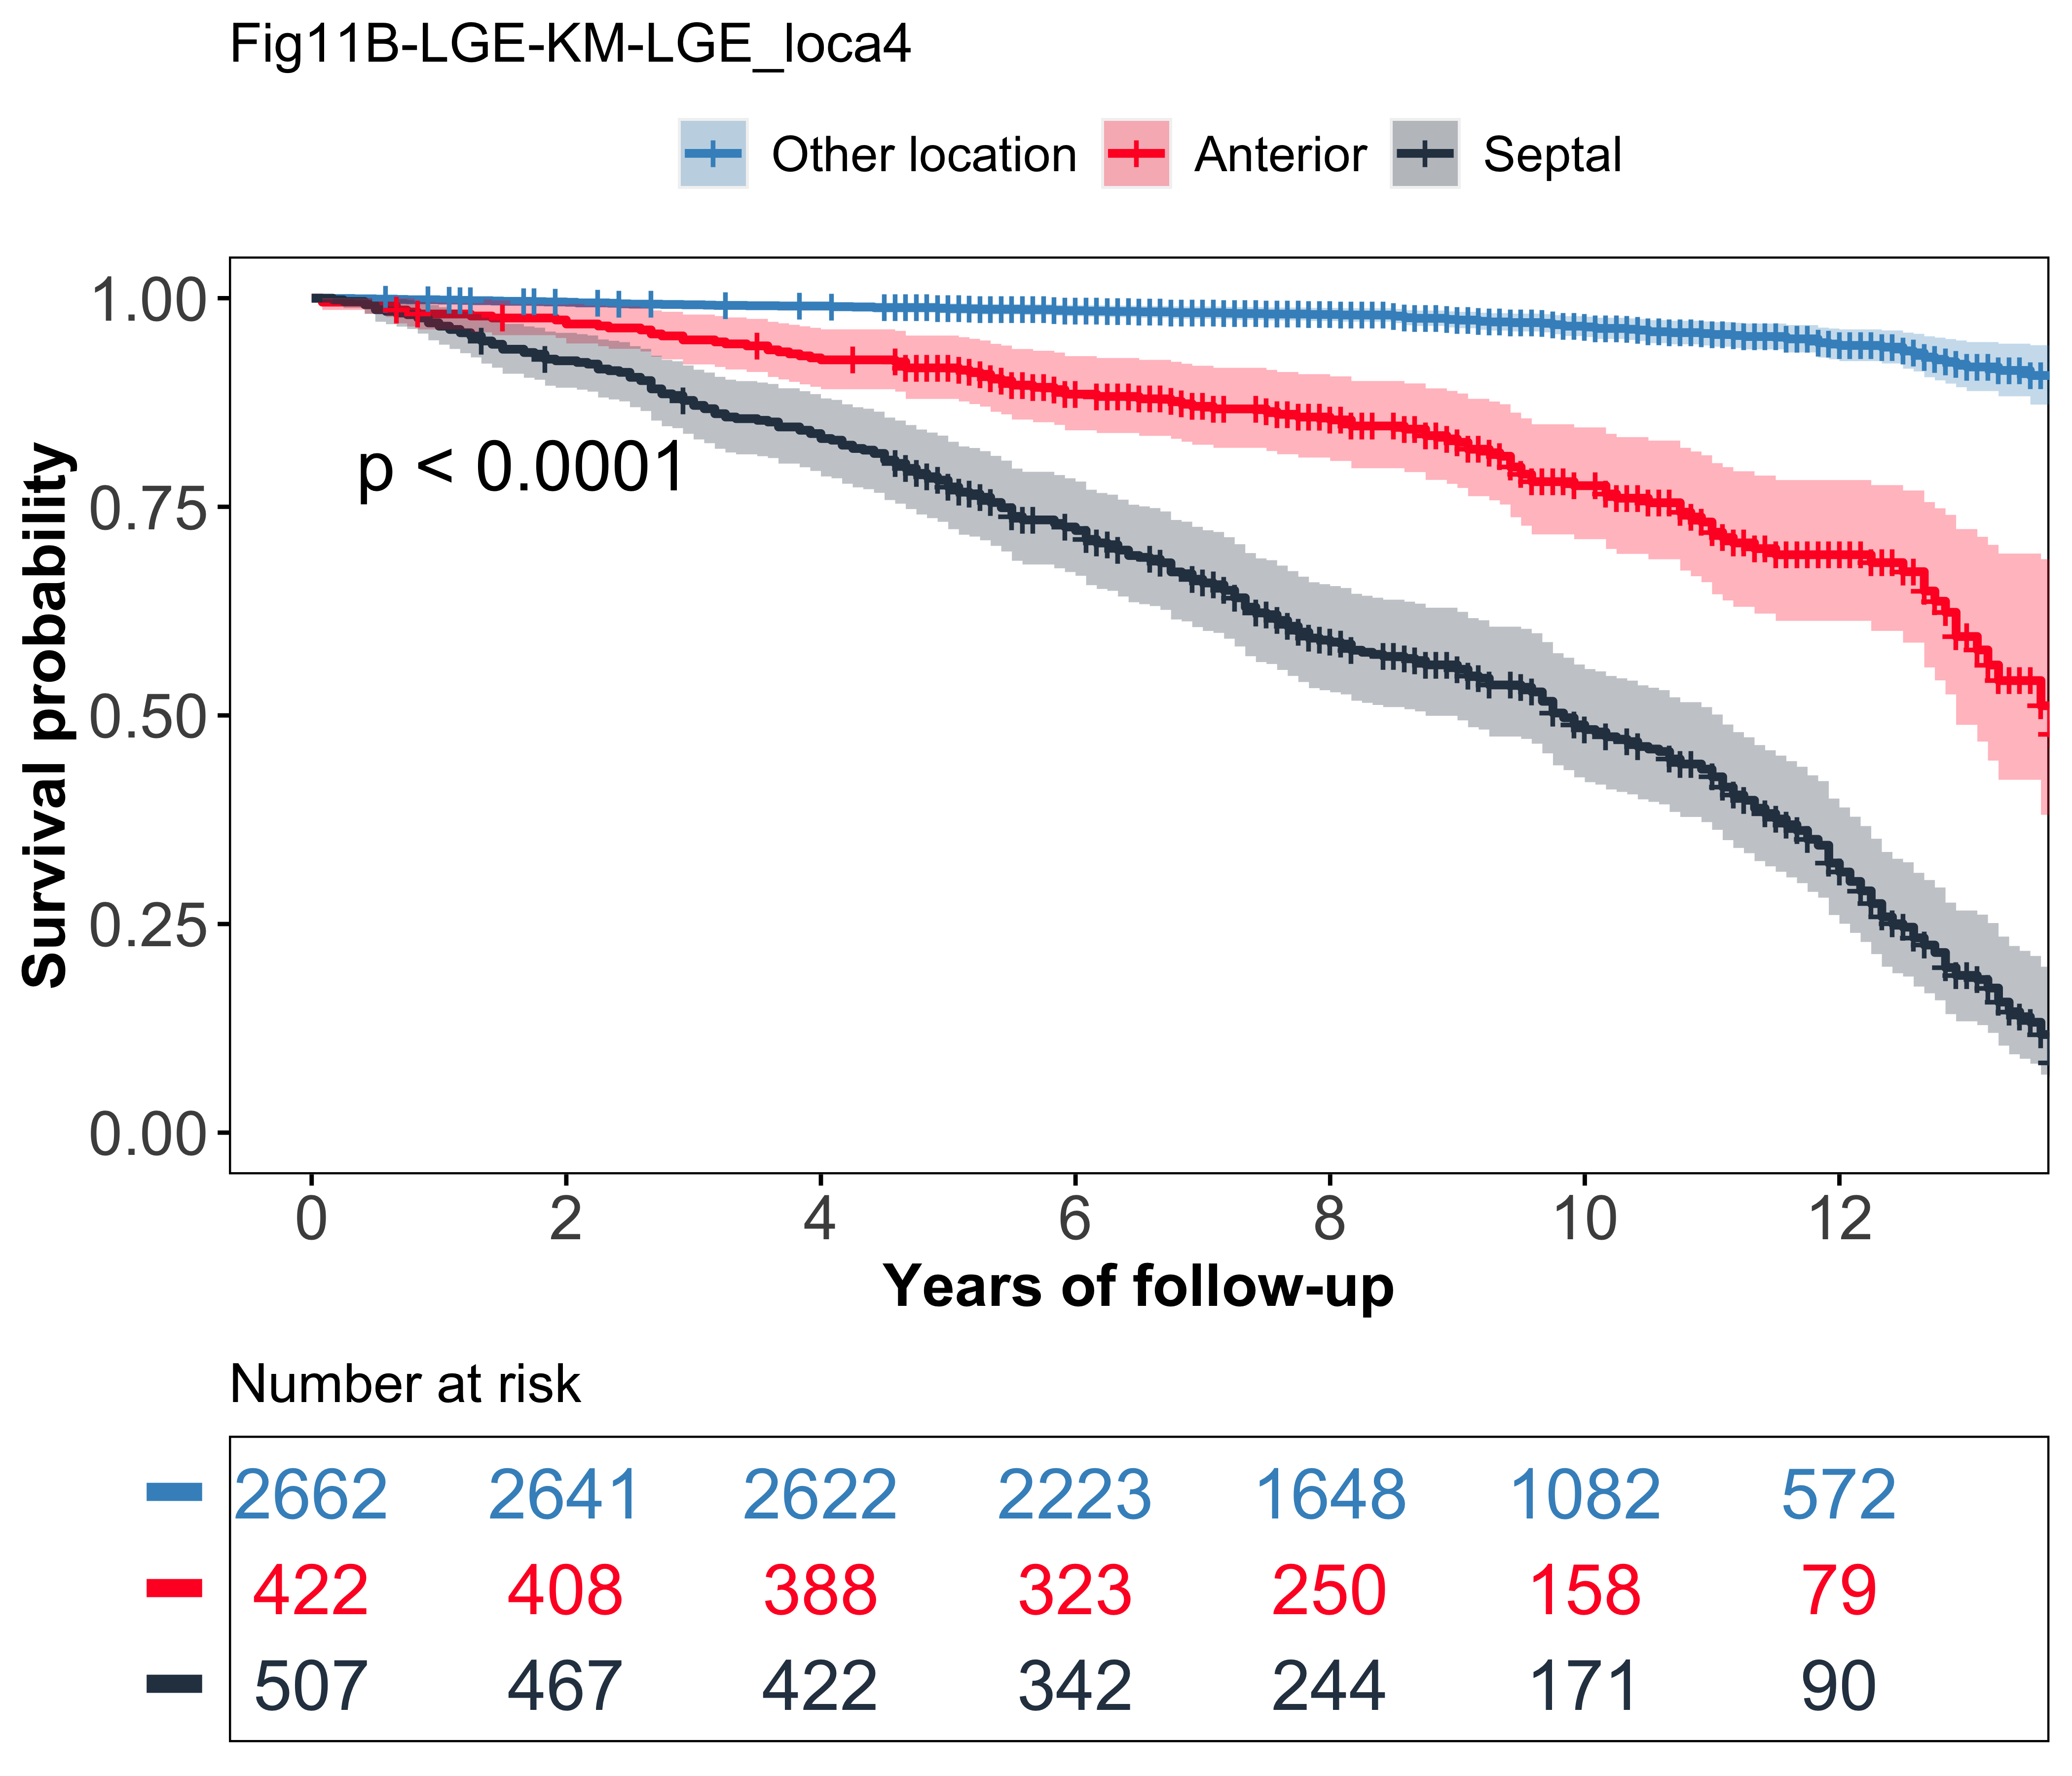 Fig11B-LGE-KM-LGE_loca4
Other location Anterior Septal
1.00
0.75
0.50
0.25
0.00
Survival probability
p < 0.0001
0 2 4 6 8 10 12
Years of follow-up
Number at risk
2662 2641 2622 2223 1648 1082 572
422 408 388 323 250 158 79
507 467 422 342 244 171 90